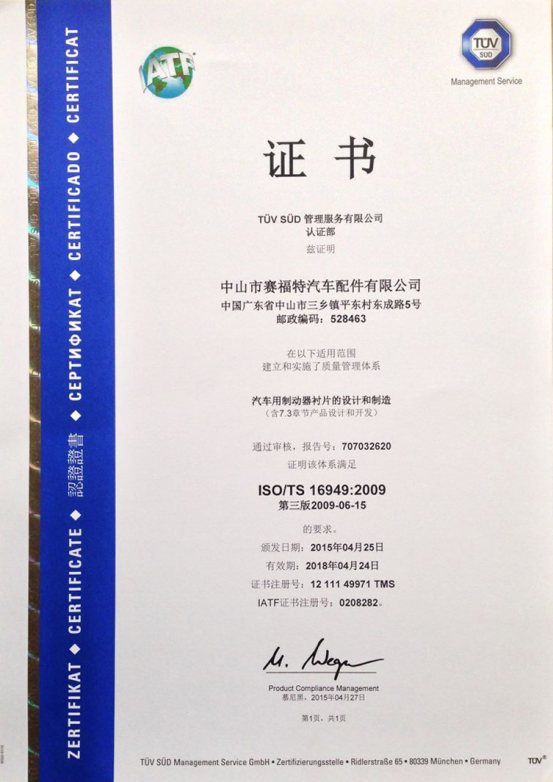 IATF
TÜV
SÜD
Management Service
证书
TÜV SÜD 管理服务有限公司
认证部
兹证明
中山市赛福特汽车配件有限公司
中国广东省中山市三乡镇平东村东成路5号
邮政编码：528463
在以下适用范围
建立和实施了质量管理体系
汽车用制动器衬片的设计和制造
（含7.3章节产品设计和开发）
通过审核，报告号：707032620
证明该体系满足
ISO/TS 16949:2009
第三版2009-06-15
的要求。
颁发日期：2015年04月25日
有效期：2018年04月24日
证书注册号：12 111 49971 TMS
IATF证书注册号：0208282。
Product Compliance Management
慕尼黑，2015年04月27日
第1页，共1页
TÜV SÜD Management Service GmbH • Zertifizierungsstelle • Ridlerstraße 65 • 80339 München • Germany
TÜV®
ZERTIFIKAT ◆ CERTIFICATE ◆ 認證證書 ◆ СЕРТИФИКАТ ◆ CERTIFICADO ◆ CERTIFICAT